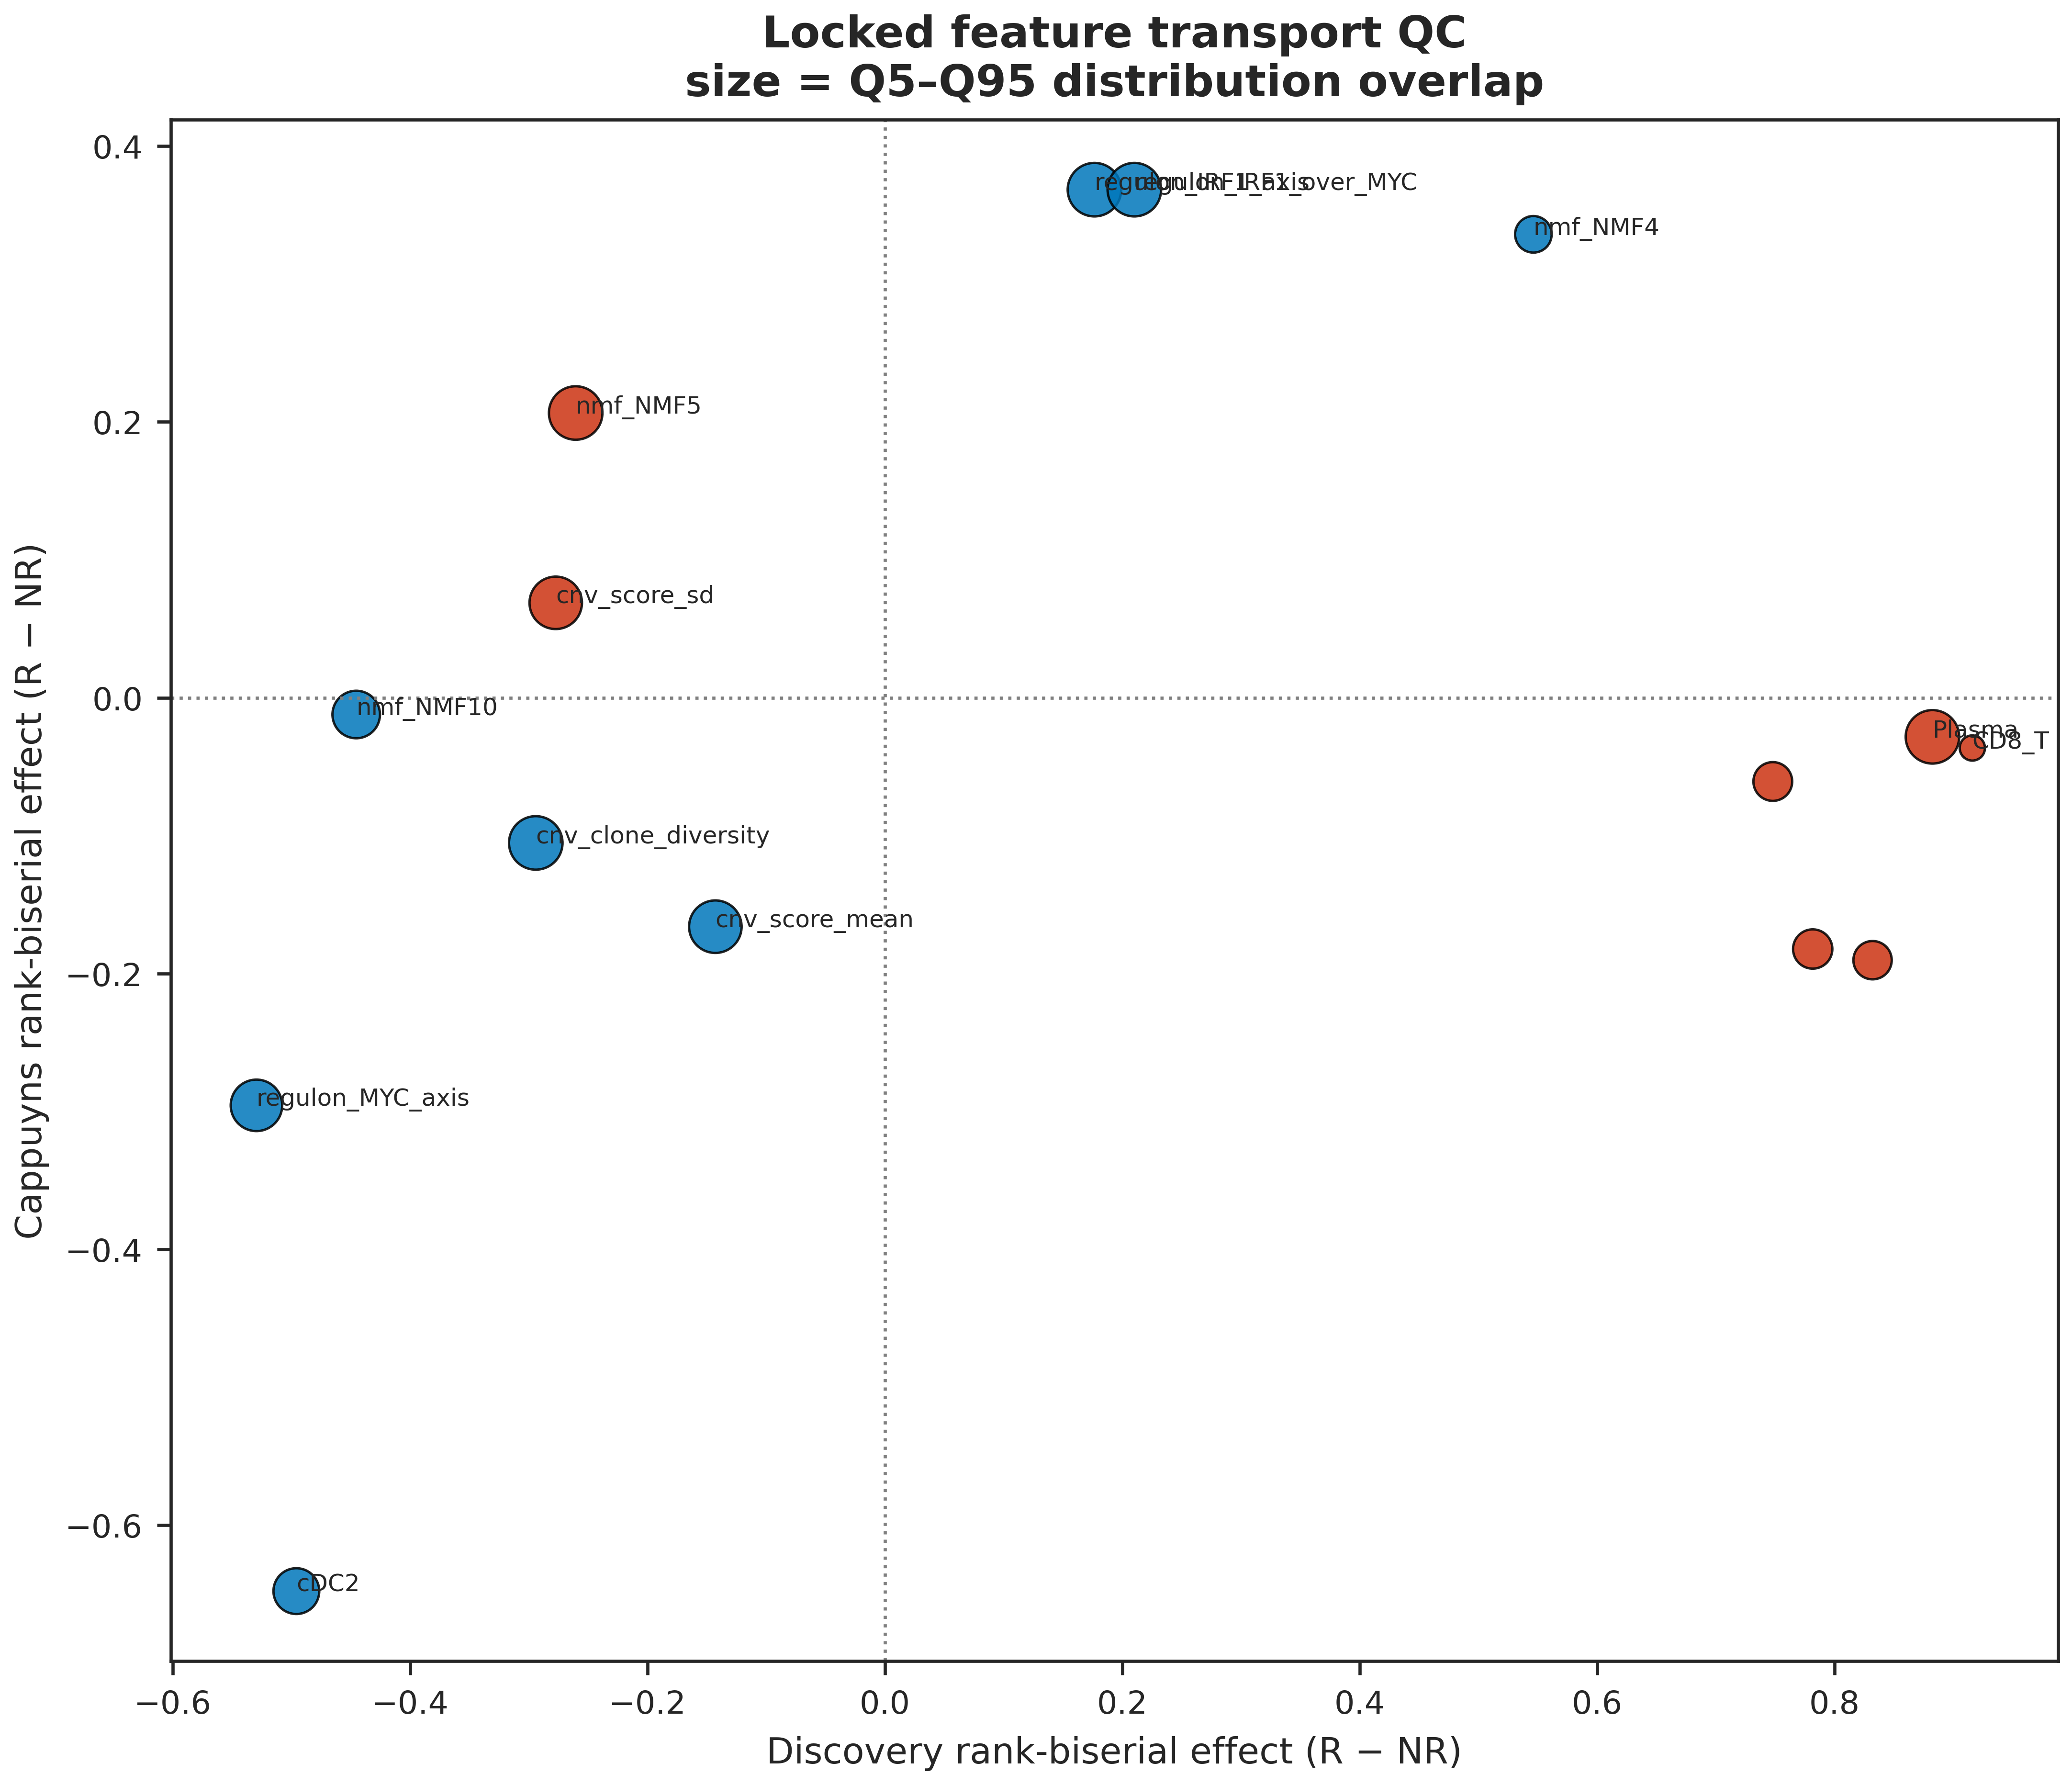 Locked feature transport QC
size = Q5–Q95 distribution overlap
Cappuyns rank-biserial effect (R − NR)
0.4
0.2
0.0
−0.2
−0.4
−0.6
nmf_NMF4
nmf_NMF5
cnv_score_sd
nmf_NMF10
Plasma
CD8_T
cnv_clone_diversity
cnv_score_mean
regulon_MYC_axis
cDC2
−0.6
−0.4
−0.2
0.0
0.2
0.4
0.6
0.8
Discovery rank-biserial effect (R − NR)